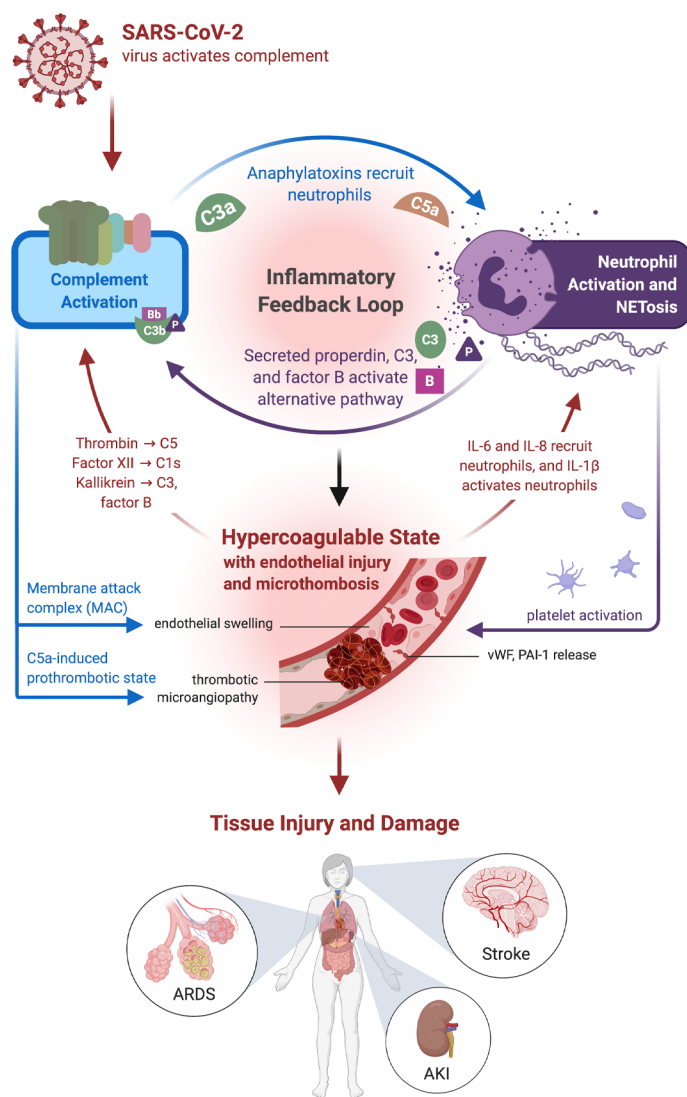 SARS-CoV-2
virus activates complement
Anaphylatoxins recruit
neutrophils
C3a
C5a
Complement
Activation
Bb
C3b
P
Inflammatory
Feedback Loop
Neutrophil
Activation and
NETosis
C3
P
B
Secreted properdin, C3,
and factor B activate
alternative pathway
Thrombin → C5
Factor XII → C1s
Kallikrein → C3,
factor B
IL-6 and IL-8 recruit
neutrophils, and IL-1β
activates neutrophils
Hypercoagulable State
with endothelial injury
and microthombosis
Membrane attack
complex (MAC)
endothelial swelling
platelet activation
C5a-induced
prothrombotic state
vWF, PAI-1 release
thrombotic
microangiopathy
Tissue Injury and Damage
Stroke
ARDS
AKI